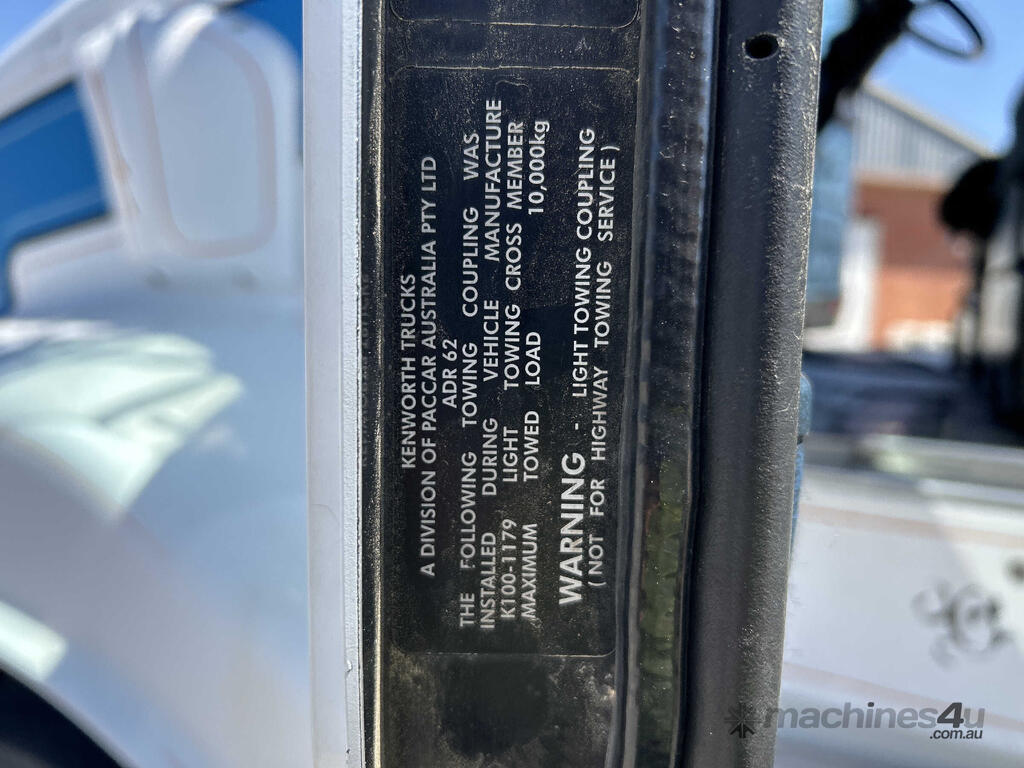 KENWORTH TRUCKS
A DIVISION OF PACCAR AUSTRALIA PTY LTD
ADR 62
THE FOLLOWING TOWING COUPLING WAS
INSTALLED DURING VEHICLE MANUFACTURE
K100-1179 LIGHT TOWING CROSS MEMBER
MAXIMUM TOWED LOAD 10,000kg
WARNING - LIGHT TOWING COUPLING
( NOT FOR HIGHWAY TOWING SERVICE )
machines4u
.com.au